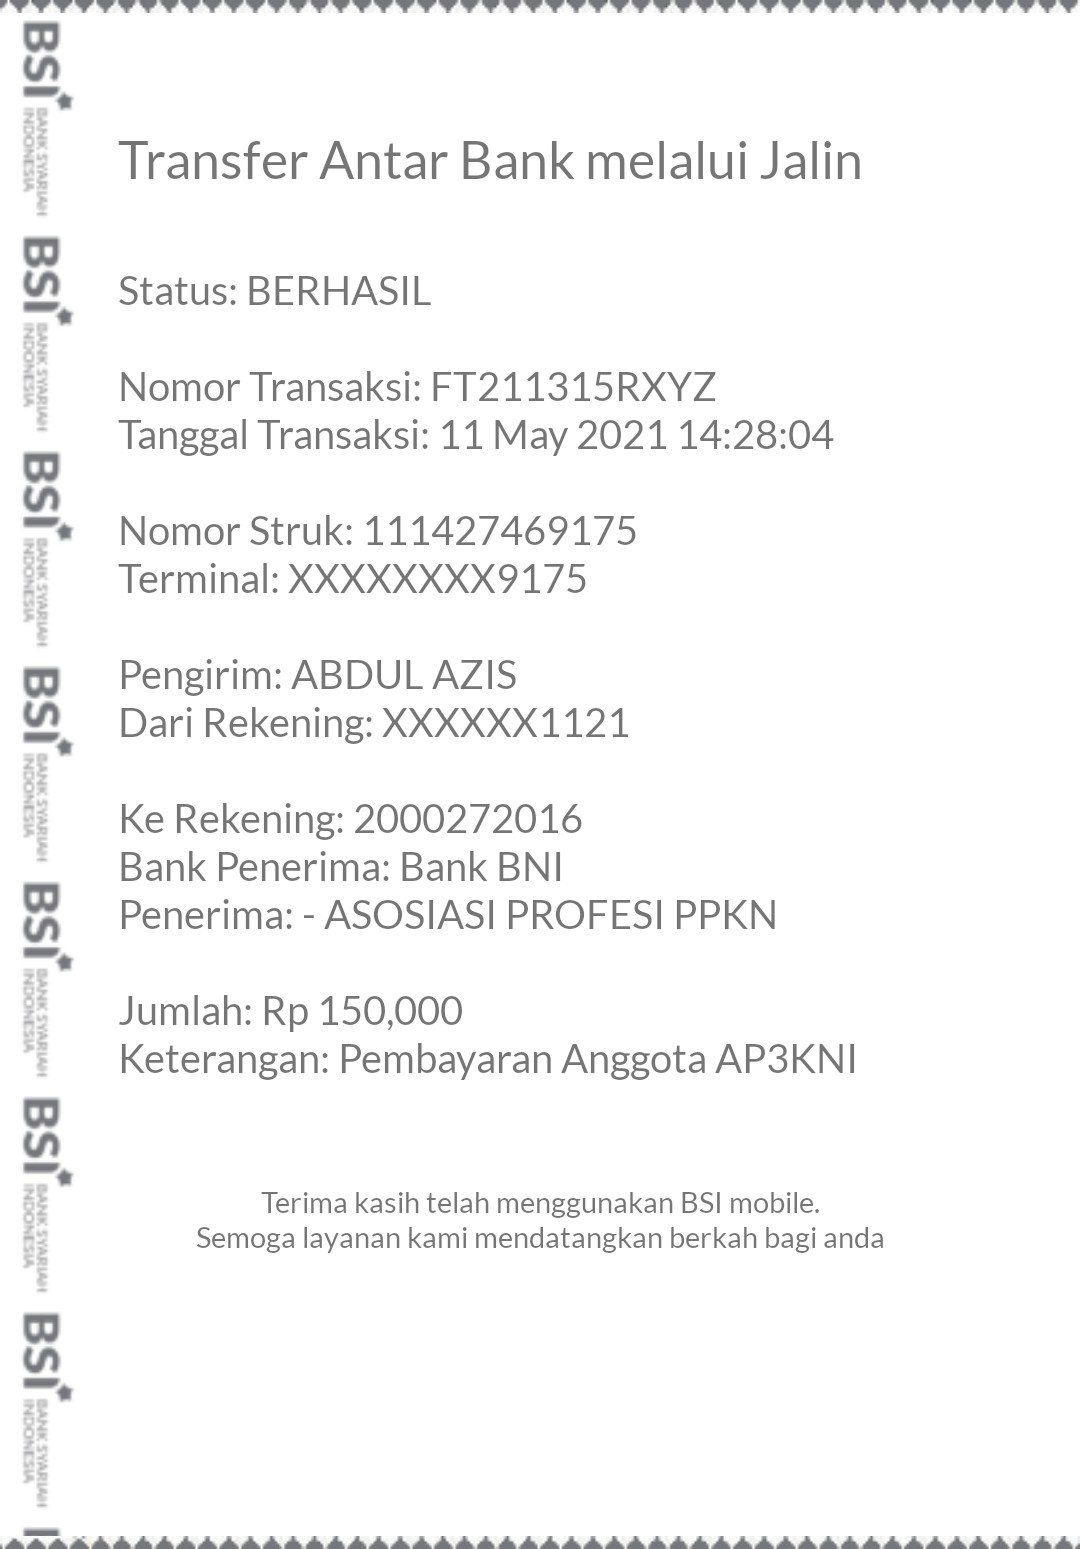 BSI
BANK SYARIAH
INDONESIA
BSI
BANK SYARIAH
INDONESIA
BSI
BANK SYARIAH
INDONESIA
BSI
BANK SYARIAH
INDONESIA
BSI
BANK SYARIAH
INDONESIA
BSI
BANK SYARIAH
INDONESIA
BSI
BANK SYARIAH
INDONESIA
Transfer Antar Bank melalui Jalin
Status: BERHASIL
Nomor Transaksi: FT211315RXYZ
Tanggal Transaksi: 11 May 2021 14:28:04
Nomor Struk: 111427469175
Terminal: XXXXXXXX9175
Pengirim: ABDUL AZIS
Dari Rekening: XXXXXX1121
Ke Rekening: 2000272016
Bank Penerima: Bank BNI
Penerima: - ASOSIASI PROFESI PPKN
Jumlah: Rp 150,000
Keterangan: Pembayaran Anggota AP3KNI
Terima kasih telah menggunakan BSI mobile.
Semoga layanan kami mendatangkan berkah bagi anda